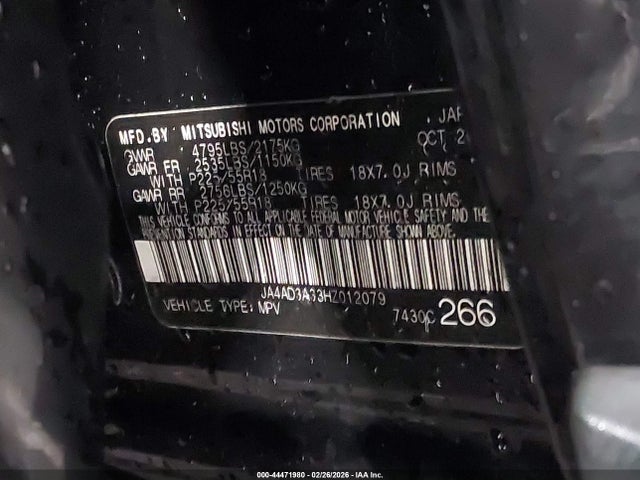 MFD.BY MITSUBISHI MOTORS CORPORATION JAP
GVWR 4795LBS/2175KG OCT 2
GAWR FR 2535LBS/1150KG
WITH P225/55R18 TIRES 18X7.0J RIMS
GAWR RR 2756LBS/1250KG
WITH P225/55R18 TIRES 18X7.0J RIMS
THIS VEHICLE CONFORMS TO ALL APPLICABLE FEDERAL MOTOR VEHICLE SAFETY AND THE
PREVENTION STANDARDS IN EFFECT ON THE DATE OF MANUFACTURE SHOWN ABOVE.
JA4AD3A33HZ012079
VEHICLE TYPE: MPV 7430C 266
000-44471980 - 02/26/2026 - IAA Inc.